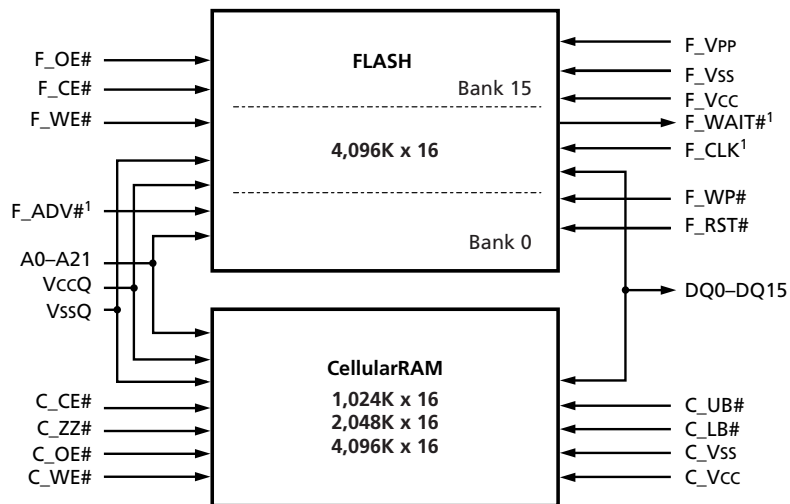 F_OE#
F_CE#
F_WE#
F_ADV#1
A0–A21
VccQ
VssQ
FLASH
Bank 15
4,096K x 16
Bank 0
F_VPP
F_Vss
F_Vcc
F_WAIT#1
F_CLK1
F_WP#
F_RST#
DQ0–DQ15
C_CE#
C_ZZ#
C_OE#
C_WE#
CellularRAM
1,024K x 16
2,048K x 16
4,096K x 16
C_UB#
C_LB#
C_Vss
C_Vcc